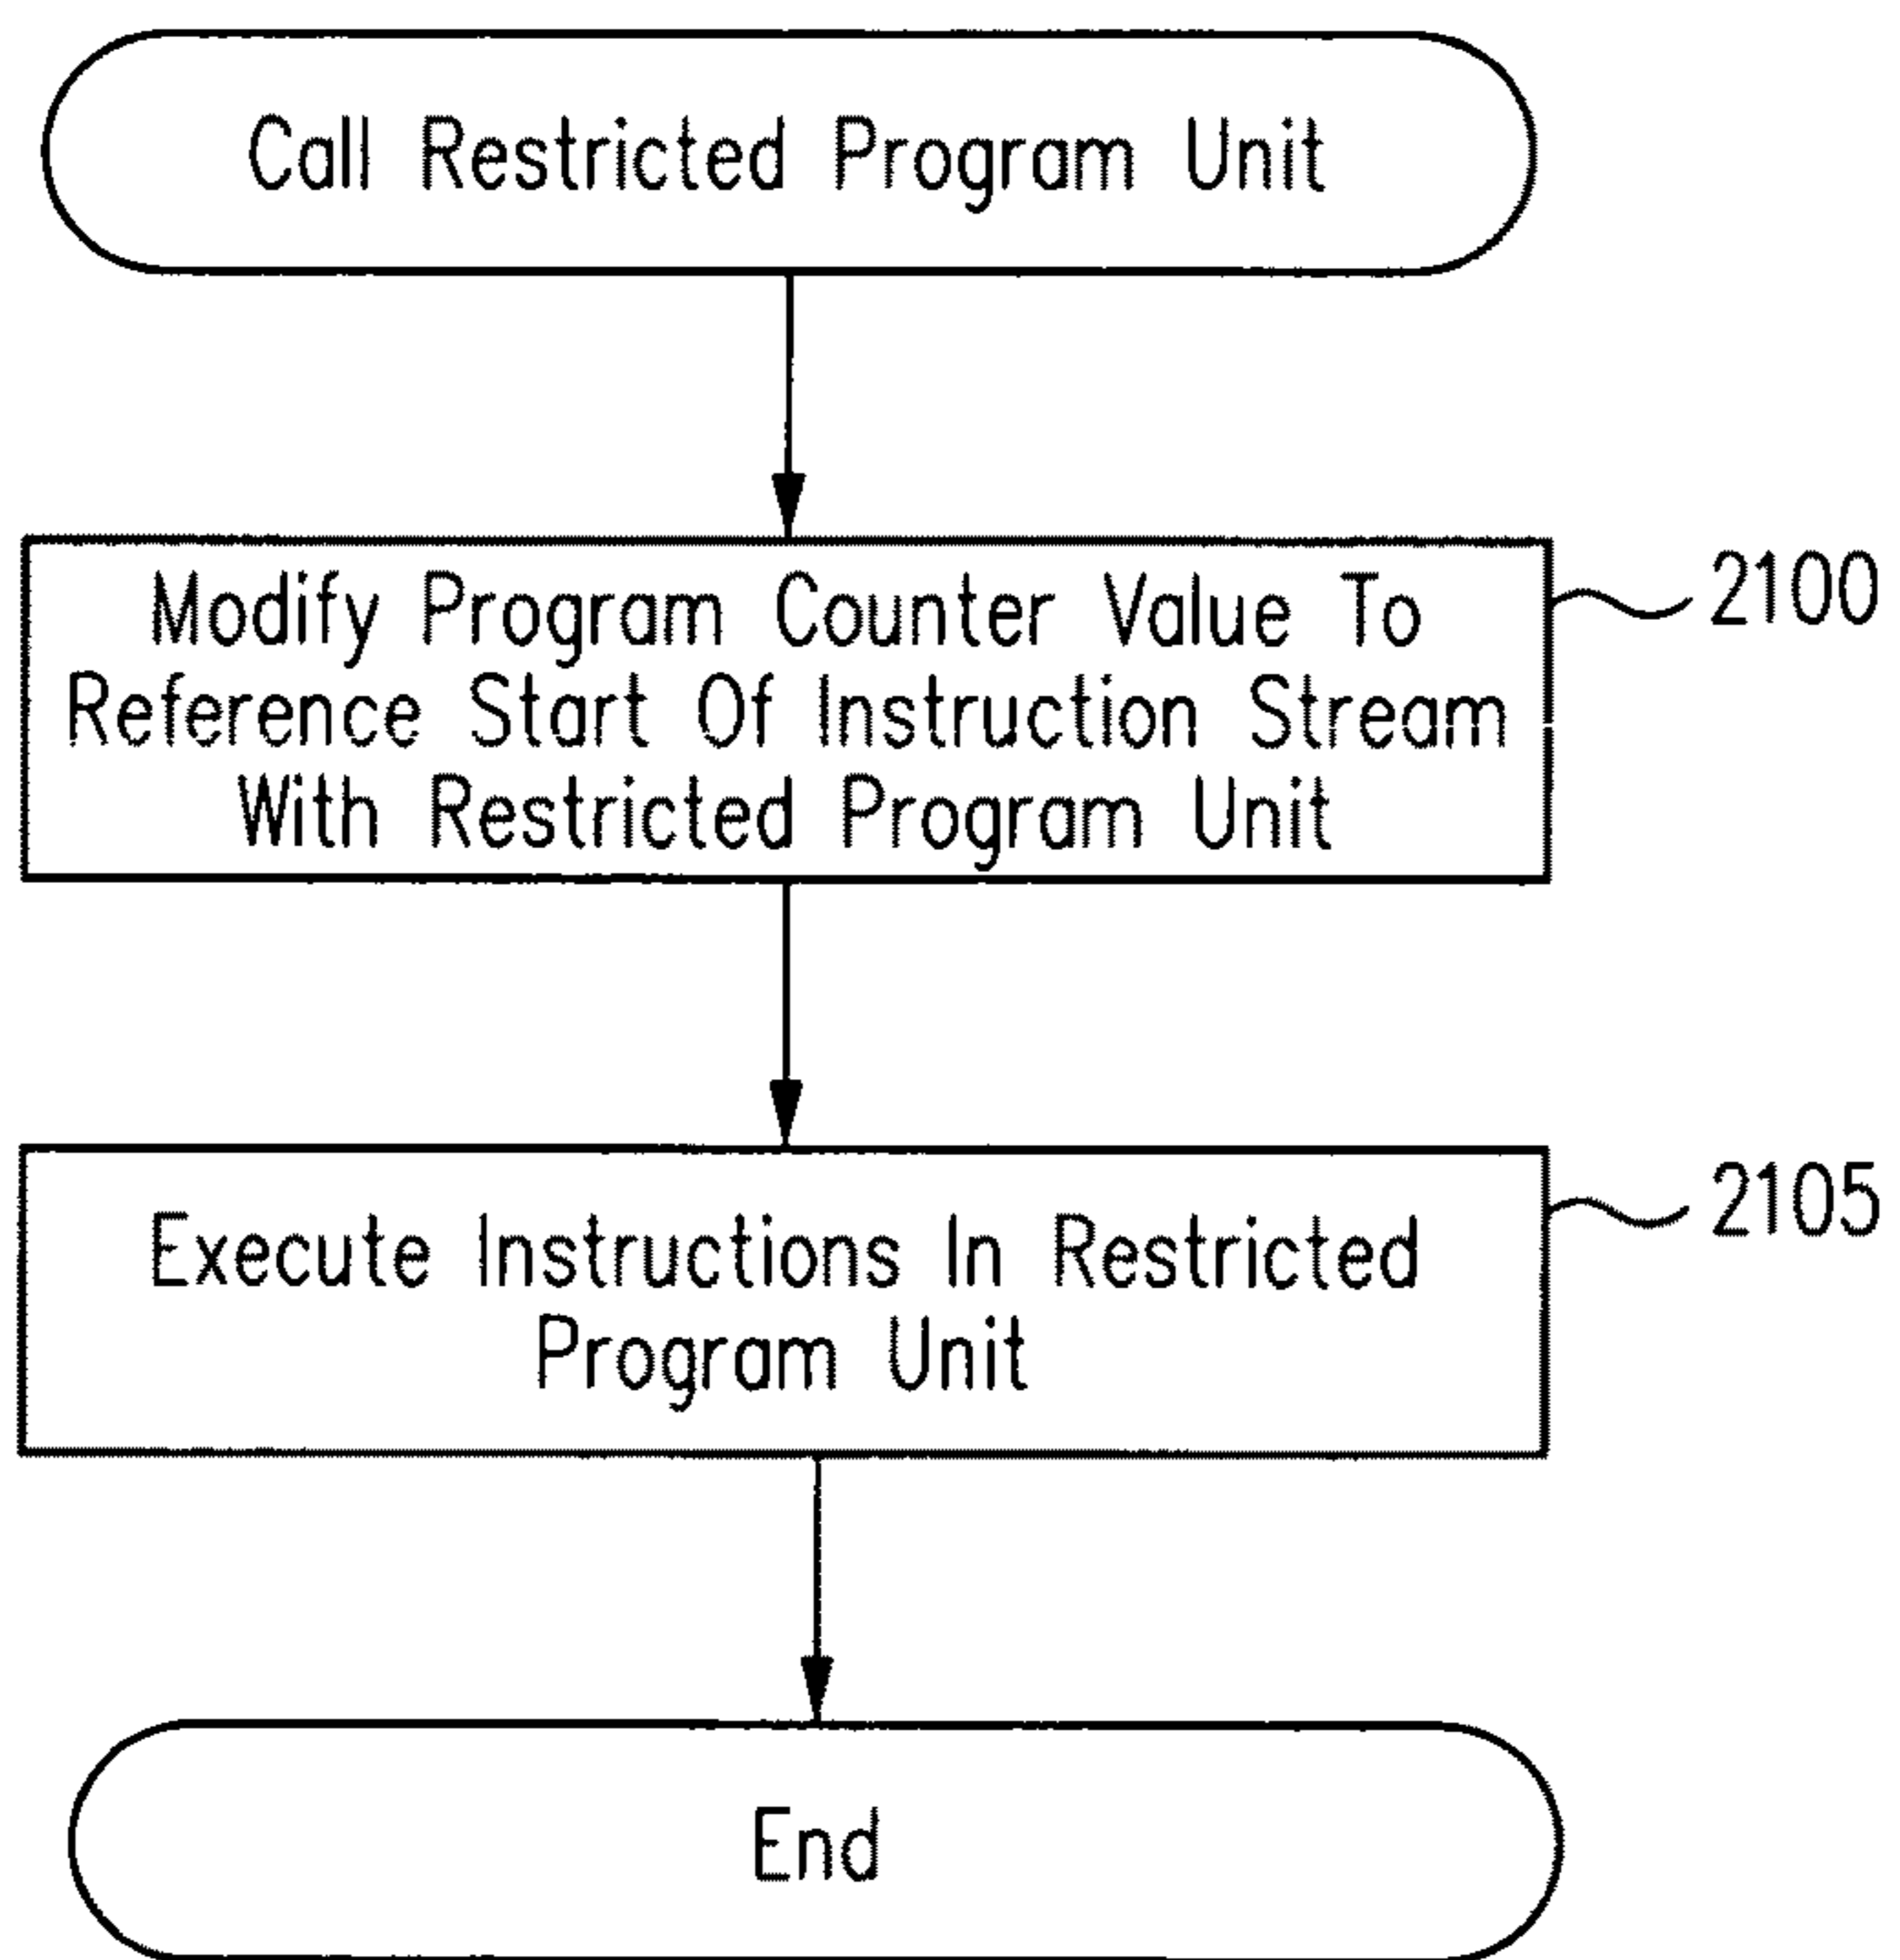 Call Restricted Program Unit
Modify Program Counter Value To
Reference Start Of Instruction Stream
With Restricted Program Unit
2100
Execute Instructions In Restricted
Program Unit
2105
End